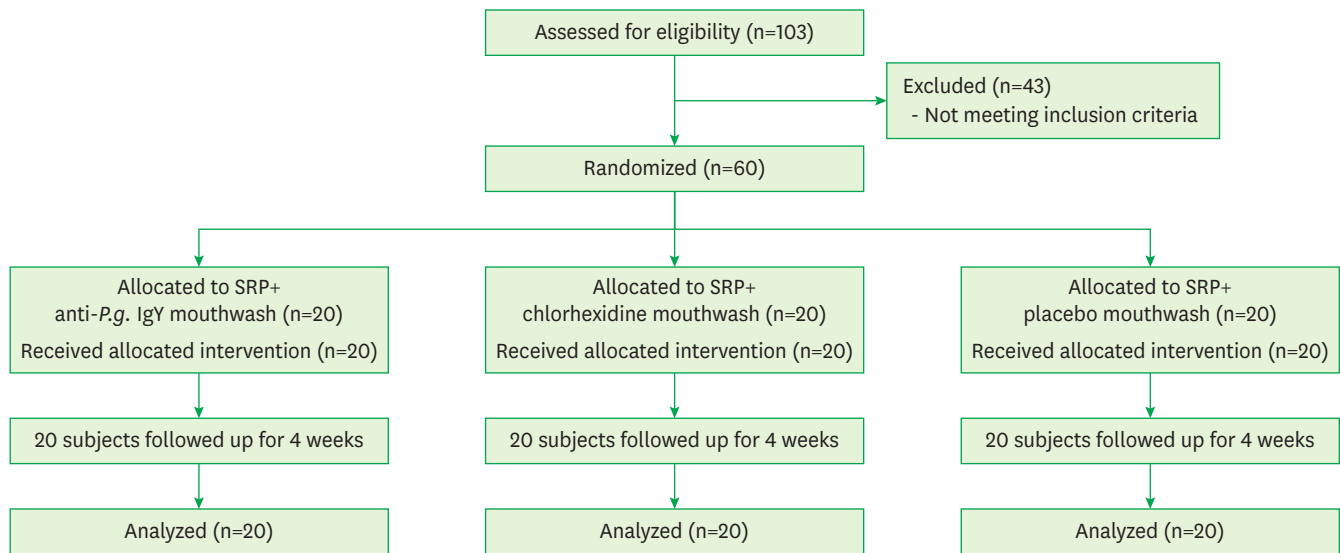 Assessed for eligibility (n=103)
Excluded (n=43)
- Not meeting inclusion criteria
Randomized (n=60)
Allocated to SRP+
anti-P.g. IgY mouthwash (n=20)
Received allocated intervention (n=20)
Allocated to SRP+
chlorhexidine mouthwash (n=20)
Received allocated intervention (n=20)
Allocated to SRP+
placebo mouthwash (n=20)
Received allocated intervention (n=20)
20 subjects followed up for 4 weeks
20 subjects followed up for 4 weeks
20 subjects followed up for 4 weeks
Analyzed (n=20)
Analyzed (n=20)
Analyzed (n=20)